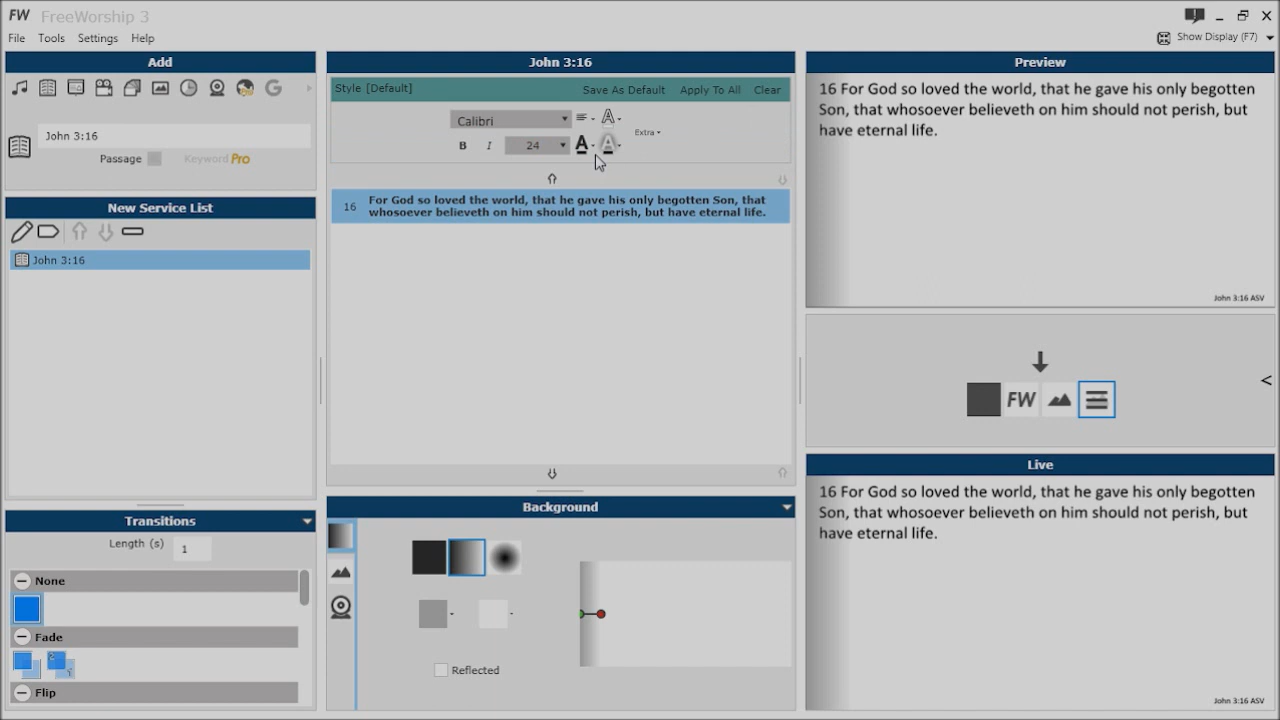 FW FreeWorship 3
File Tools Settings Help
Show Display (F7)
Add
John 3:16
Passage Keyword Pro
New Service List
John 3:16
Transitions
Length (s) 1
None
Fade
Flip
John 3:16
Style [Default] Save As Default Apply To All Clear
Calibri A
Extra
B I 24 A A
16 For God so loved the world, that he gave his only begotten Son, that
whosoever believeth on him should not perish, but have eternal life.
Background
Reflected
Preview
16 For God so loved the world, that he gave his only begotten
Son, that whosoever believeth on him should not perish, but
have eternal life.
John 3:16 ASV
FW
<
Live
16 For God so loved the world, that he gave his only begotten
Son, that whosoever believeth on him should not perish, but
have eternal life.
John 3:16 ASV